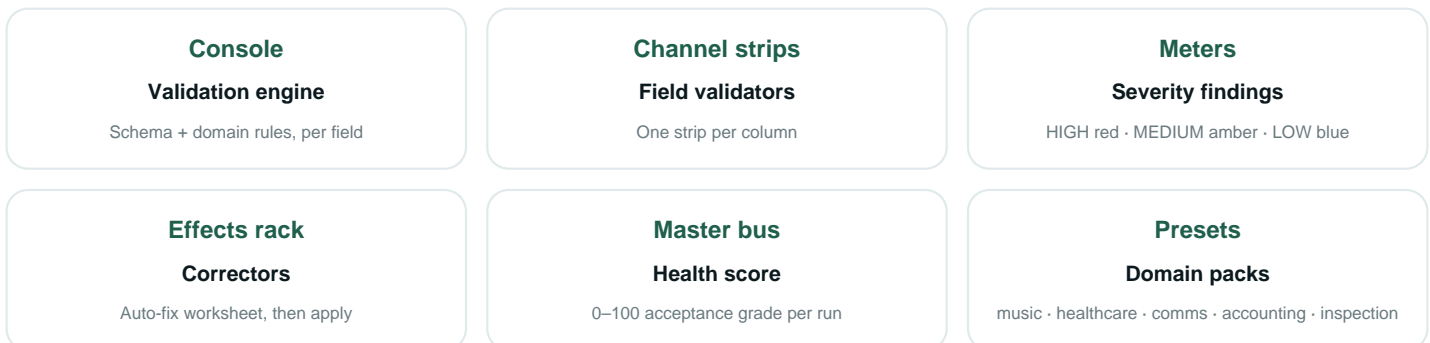 Console
Validation engine
Schema + domain rules, per field
Channel strips
Field validators
One strip per column
Meters
Severity findings
HIGH red · MEDIUM amber · LOW blue
Effects rack
Correctors
Auto-fix worksheet, then apply
Master bus
Health score
0–100 acceptance grade per run
Presets
Domain packs
music · healthcare · comms · accounting · inspection